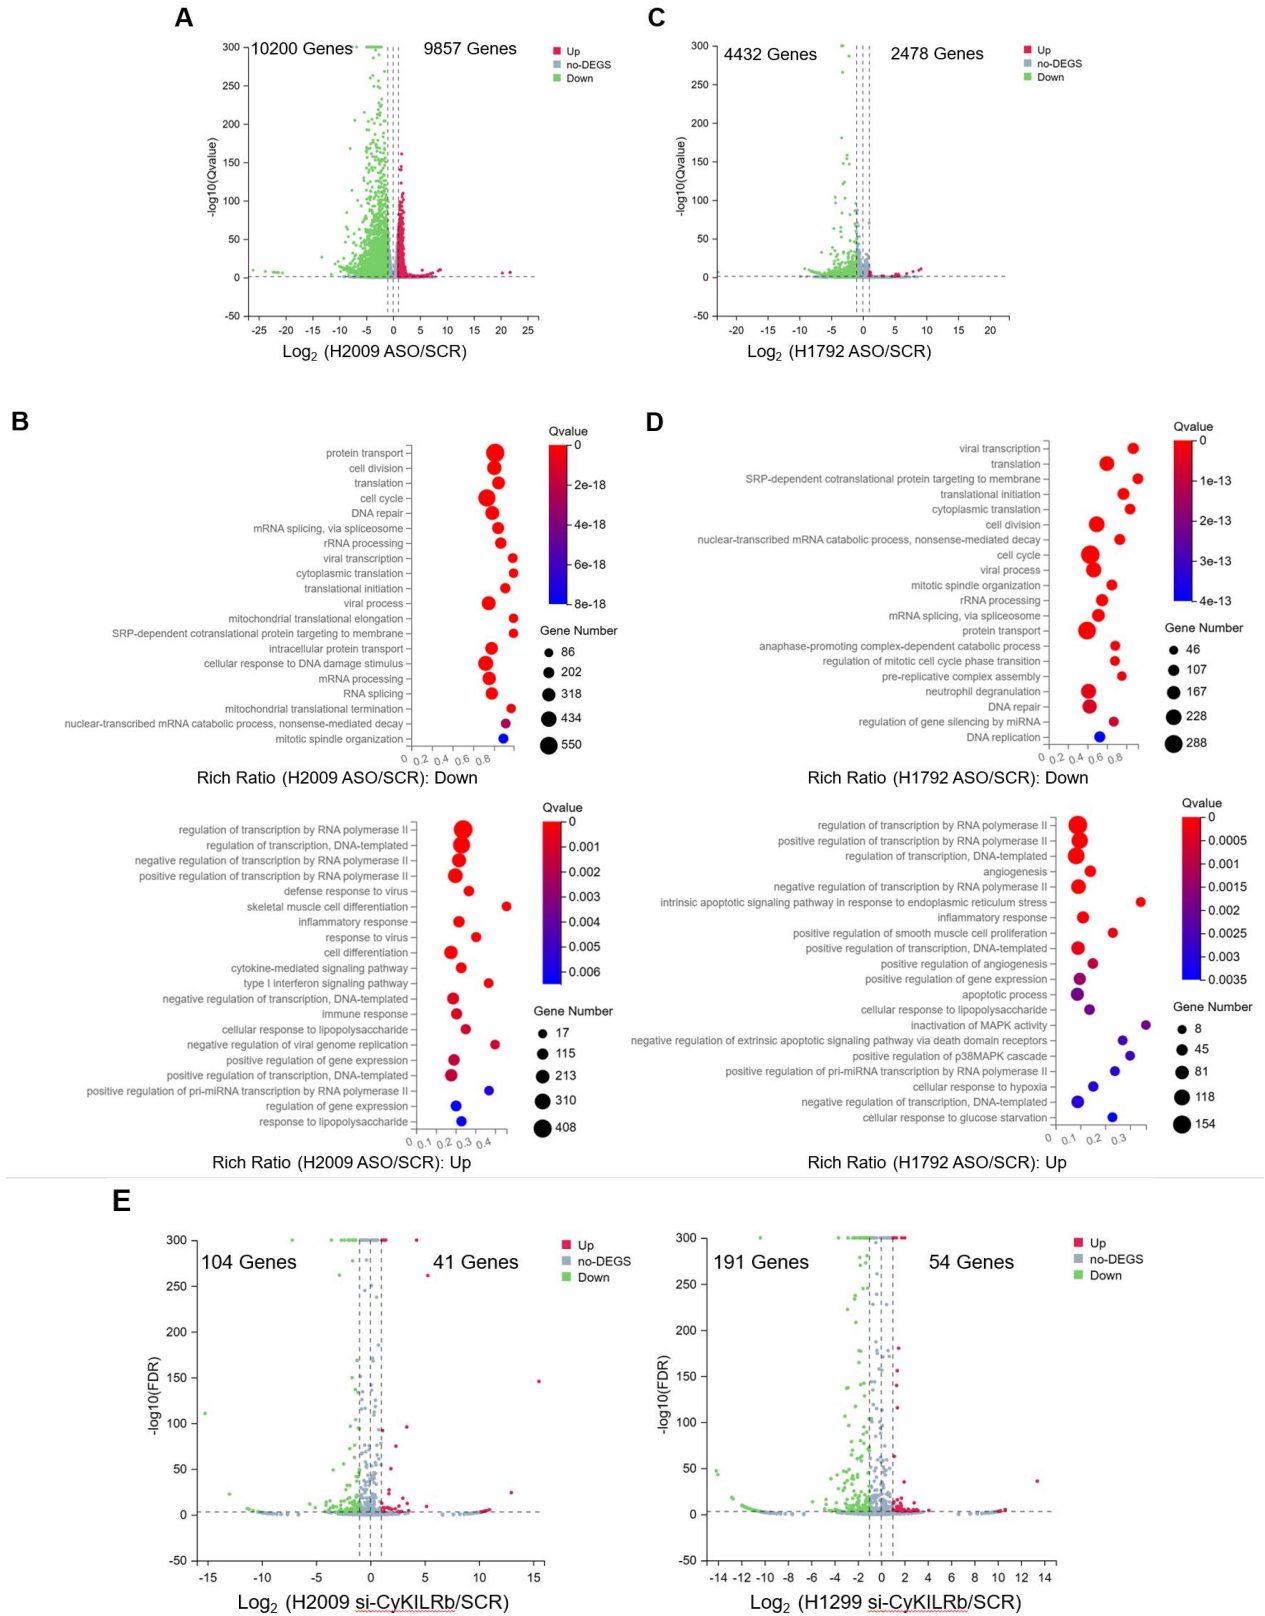 A
10200 Genes
9857 Genes
Up
no-DEGS
Down
300
250
200
150
100
50
0
-50
-log10(Qvalue)
-25 -20 -15 -10 -5 0 5 10 15 20 25
Log2 (H2009 ASO/SCR)
C
4432 Genes
2478 Genes
Up
no-DEGS
Down
300
250
200
150
100
50
0
-50
-log10(Qvalue)
-20 -15 -10 -5 0 5 10 15 20
Log2 (H1792 ASO/SCR)
B
protein transport
cell division
translation
cell cycle
DNA repair
mRNA splicing, via spliceosome
rRNA processing
viral transcription
cytoplasmic translation
translational initiation
viral process
mitochondrial translational elongation
SRP-dependent cotranslational protein targeting to membrane
intracellular protein transport
cellular response to DNA damage stimulus
mRNA processing
RNA splicing
mitochondrial translational termination
nuclear-transcribed mRNA catabolic process, nonsense-mediated decay
mitotic spindle organization
0 0.2 0.4 0.6 0.8
Rich Ratio (H2009 ASO/SCR): Down
Qvalue
0
2e-18
4e-18
6e-18
8e-18
Gene Number
86
202
318
434
550
regulation of transcription by RNA polymerase II
regulation of transcription, DNA-templated
negative regulation of transcription by RNA polymerase II
positive regulation of transcription by RNA polymerase II
defense response to virus
skeletal muscle cell differentiation
inflammatory response
response to virus
cell differentiation
cytokine-mediated signaling pathway
type I interferon signaling pathway
negative regulation of transcription, DNA-templated
immune response
cellular response to lipopolysaccharide
negative regulation of viral genome replication
positive regulation of gene expression
positive regulation of transcription, DNA-templated
positive regulation of pri-miRNA transcription by RNA polymerase II
regulation of gene expression
response to lipopolysaccharide
0 0.1 0.2 0.3 0.4
Rich Ratio (H2009 ASO/SCR): Up
Qvalue
0
0.001
0.002
0.003
0.004
0.005
0.006
Gene Number
17
115
213
310
408
D
viral transcription
translation
SRP-dependent cotranslational protein targeting to membrane
translational initiation
cytoplasmic translation
cell division
nuclear-transcribed mRNA catabolic process, nonsense-mediated decay
cell cycle
viral process
mitotic spindle organization
rRNA processing
mRNA splicing, via spliceosome
protein transport
anaphase-promoting complex-dependent catabolic process
regulation of mitotic cell cycle phase transition
pre-replicative complex assembly
neutrophil degranulation
DNA repair
regulation of gene silencing by miRNA
DNA replication
0 0.2 0.4 0.6 0.8
Rich Ratio (H1792 ASO/SCR): Down
Qvalue
0
1e-13
2e-13
3e-13
4e-13
Gene Number
46
107
167
228
288
regulation of transcription by RNA polymerase II
positive regulation of transcription by RNA polymerase II
regulation of transcription, DNA-templated
angiogenesis
negative regulation of transcription by RNA polymerase II
intrinsic apoptotic signaling pathway in response to endoplasmic reticulum stress
inflammatory response
positive regulation of smooth muscle cell proliferation
positive regulation of transcription, DNA-templated
positive regulation of angiogenesis
positive regulation of gene expression
apoptotic process
cellular response to lipopolysaccharide
inactivation of MAPK activity
negative regulation of extrinsic apoptotic signaling pathway via death domain receptors
positive regulation of p38MAPK cascade
positive regulation of pri-miRNA transcription by RNA polymerase II
cellular response to hypoxia
negative regulation of transcription, DNA-templated
cellular response to glucose starvation
0 0.1 0.2 0.3
Rich Ratio (H1792 ASO/SCR): Up
Qvalue
0
0.0005
0.001
0.0015
0.002
0.0025
0.003
0.0035
Gene Number
8
45
81
118
154
E
104 Genes
41 Genes
Up
no-DEGS
Down
300
250
200
150
100
50
0
-50
-log10(FDR)
-15 -10 -5 0 5 10 15
Log2 (H2009 si-CyKILRb/SCR)
191 Genes
54 Genes
Up
no-DEGS
Down
300
250
200
150
100
50
0
-50
-log10(FDR)
-14 -12 -10 -8 -6 -4 -2 0 2 4 6 8 10 12 14
Log2 (H1299 si-CyKILRb/SCR)